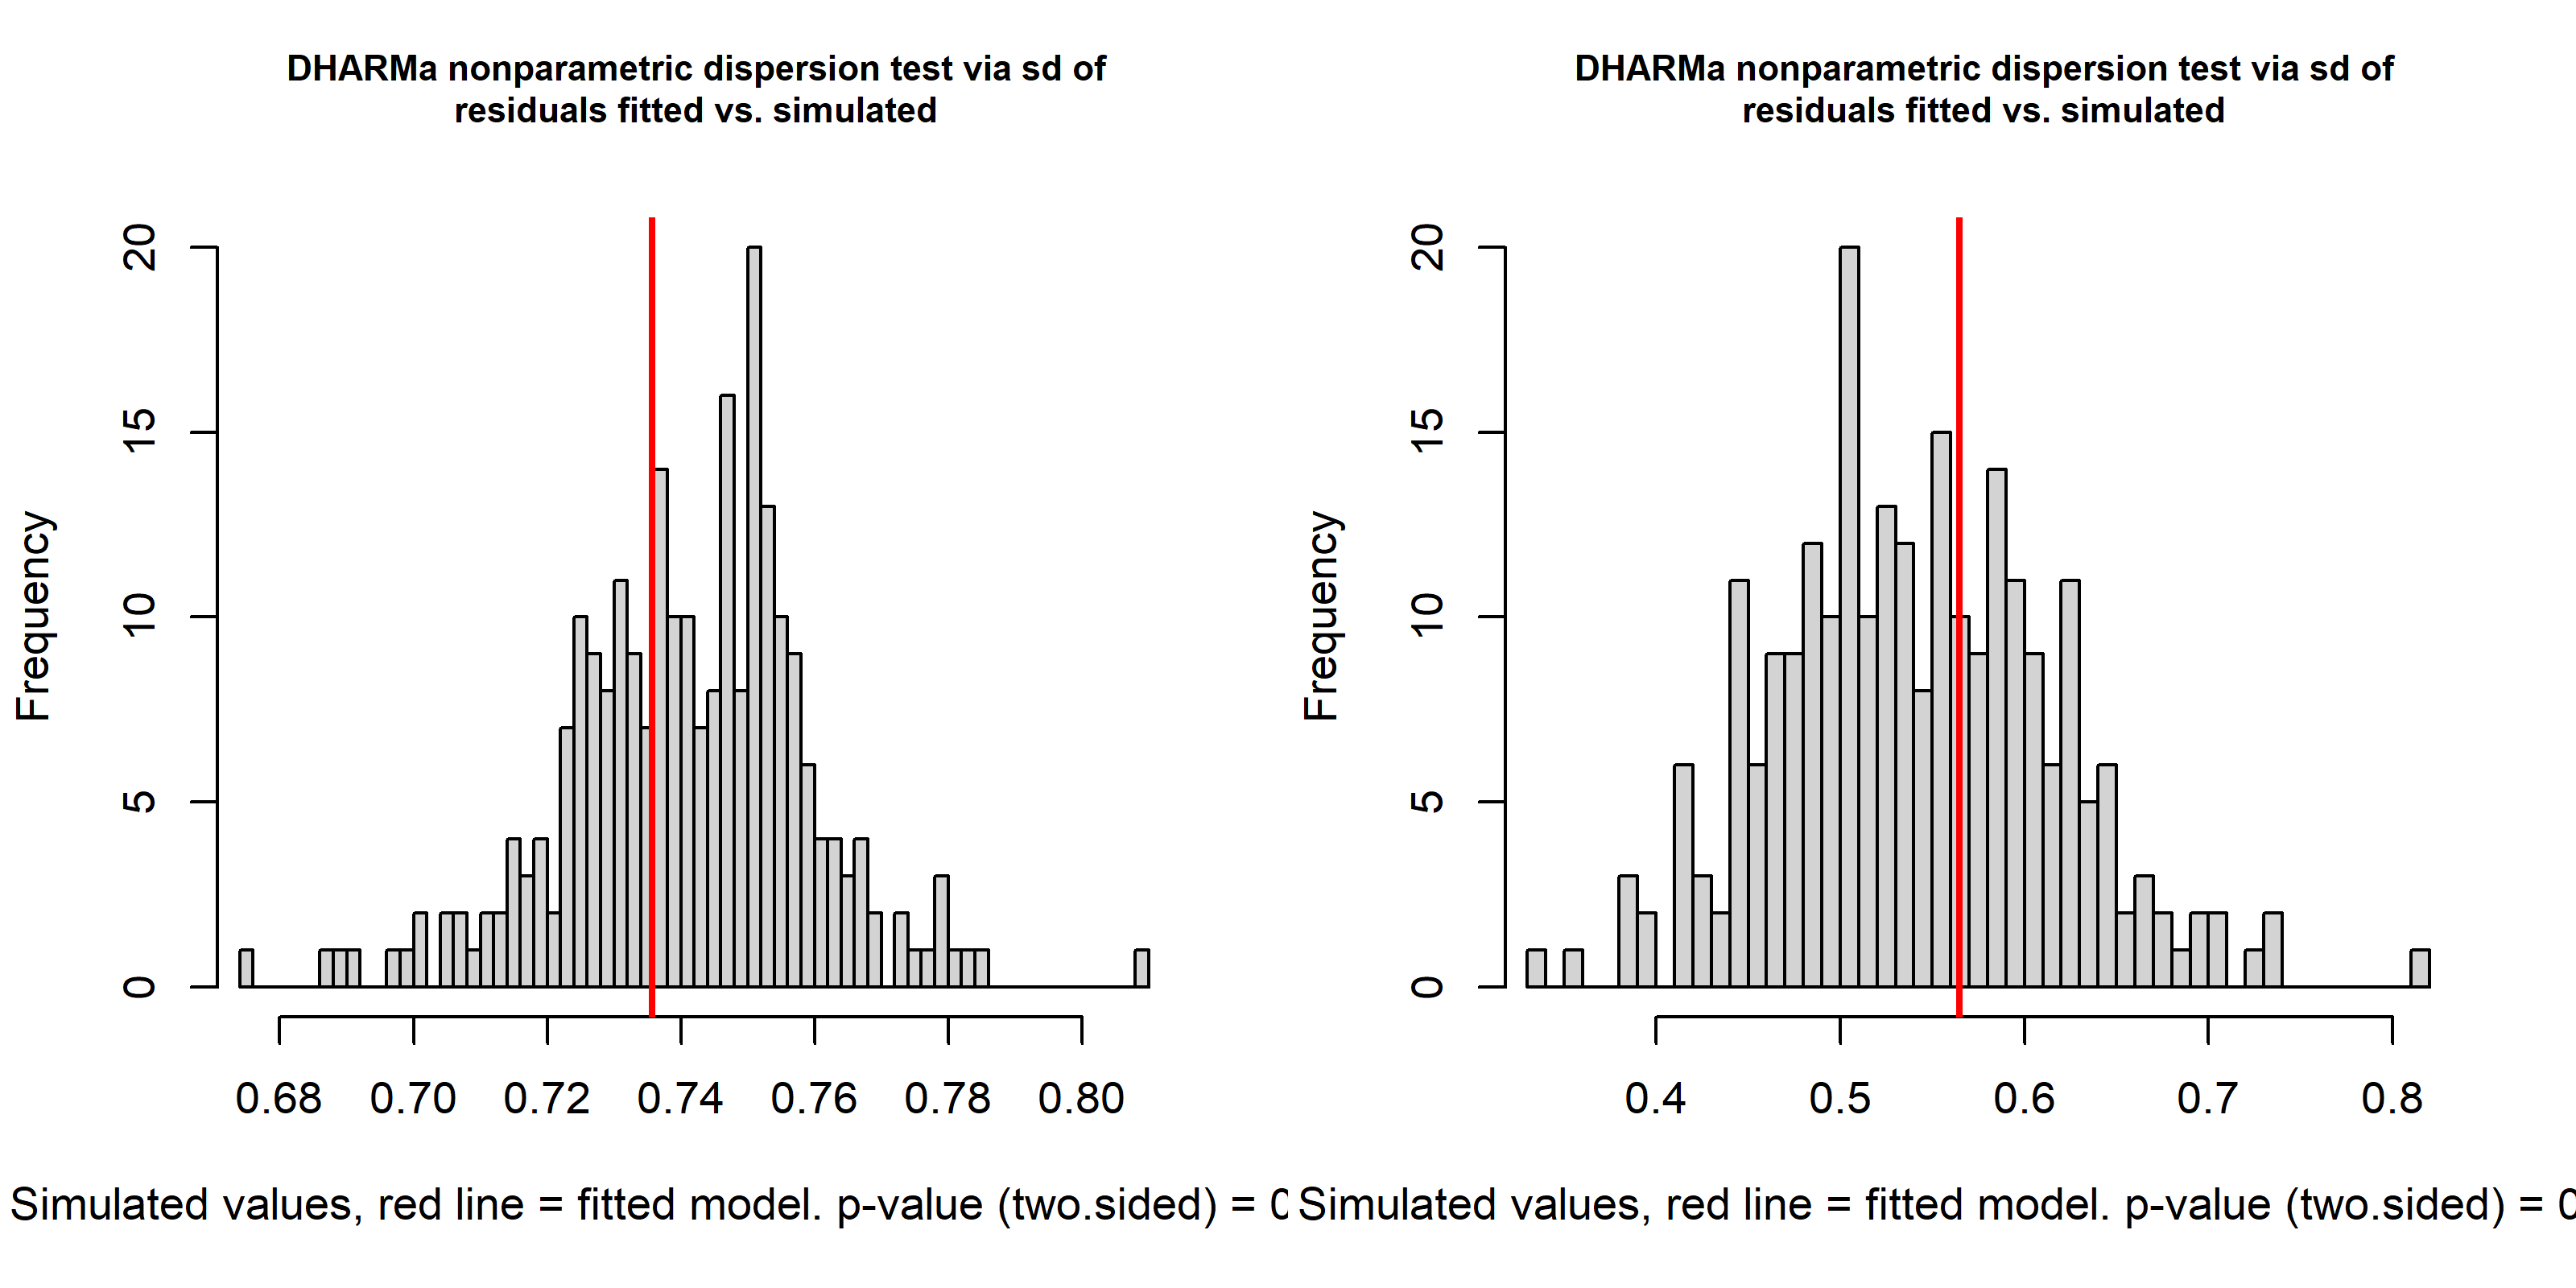 DHARMa nonparametric dispersion test via sd of
residuals fitted vs. simulated
20
15
10
5
0
Frequency
0.68 0.70 0.72 0.74 0.76 0.78 0.80
Simulated values, red line = fitted model. p-value (two.sided) =
DHARMa nonparametric dispersion test via sd of
residuals fitted vs. simulated
20
15
10
5
0
Frequency
0.4 0.5 0.6 0.7 0.8
Simulated values, red line = fitted model. p-value (two.sided) =